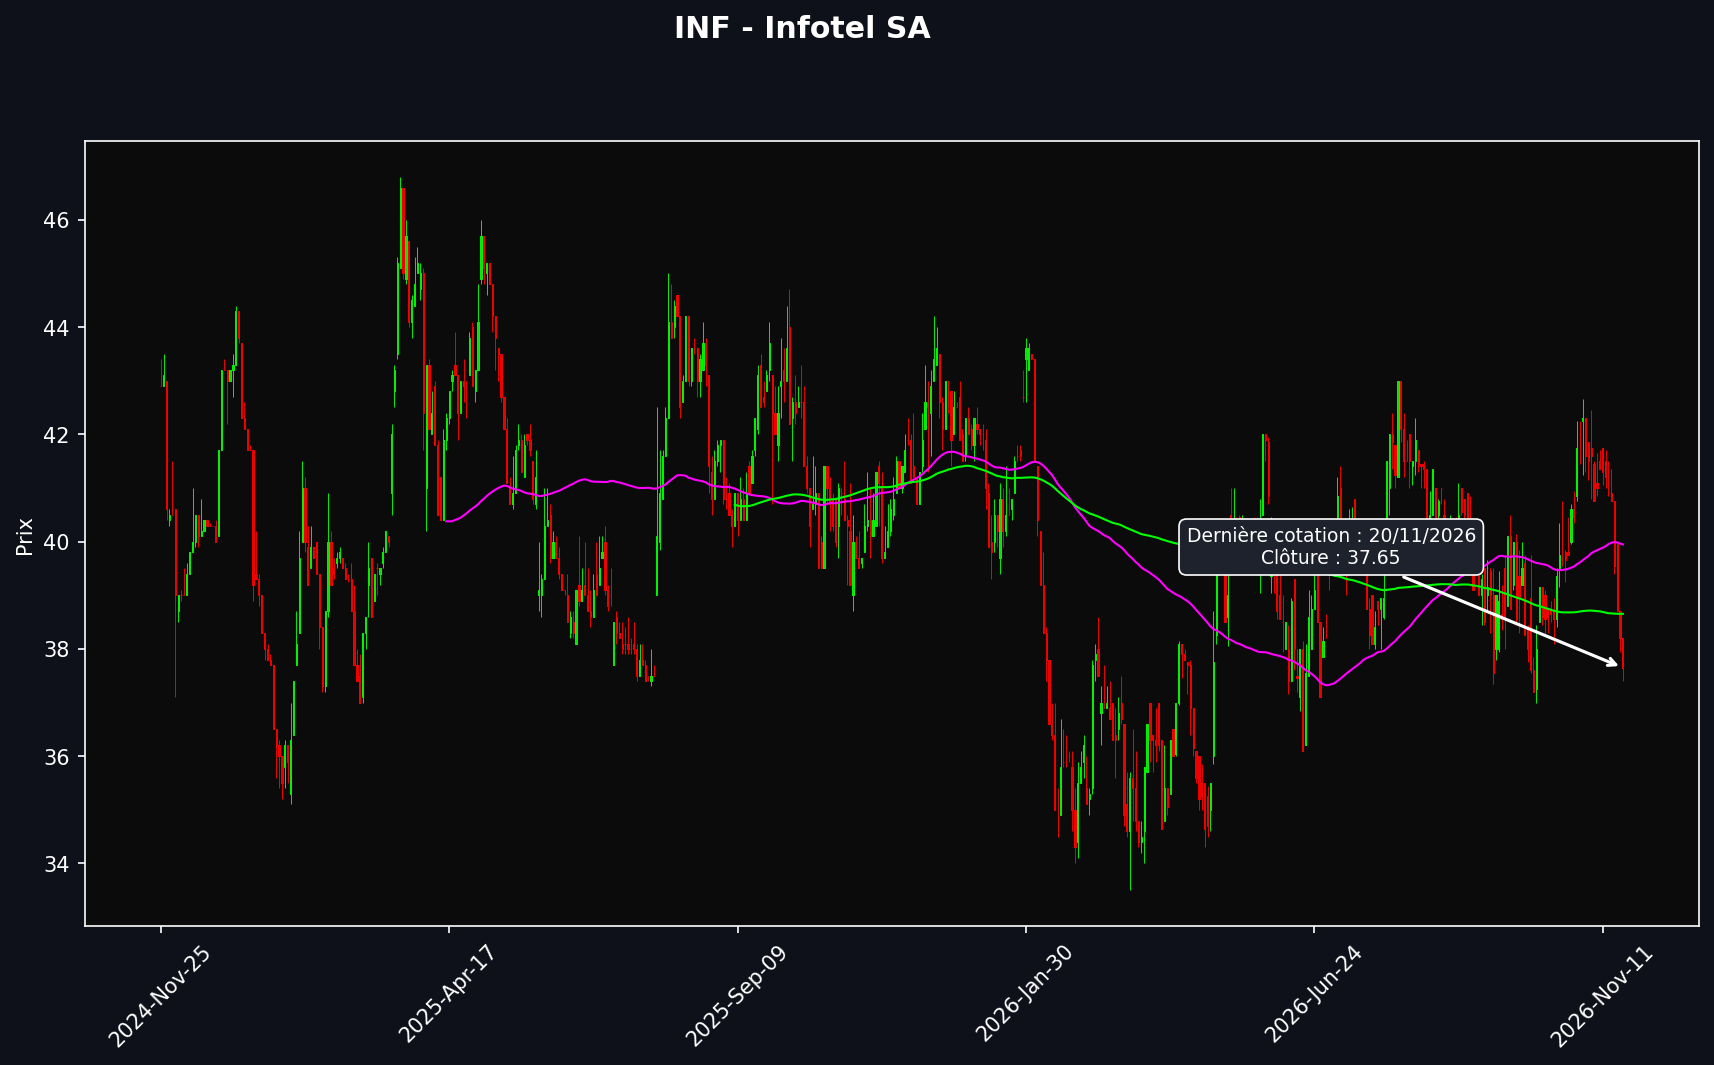 INF - Infotel SA
Prix
46
44
42
40
38
36
34
Dernière cotation : 20/11/2026
Clôture : 37.65
2024-Nov-25
2025-Apr-17
2025-Sep-09
2026-Jan-30
2026-Jun-24
2026-Nov-11